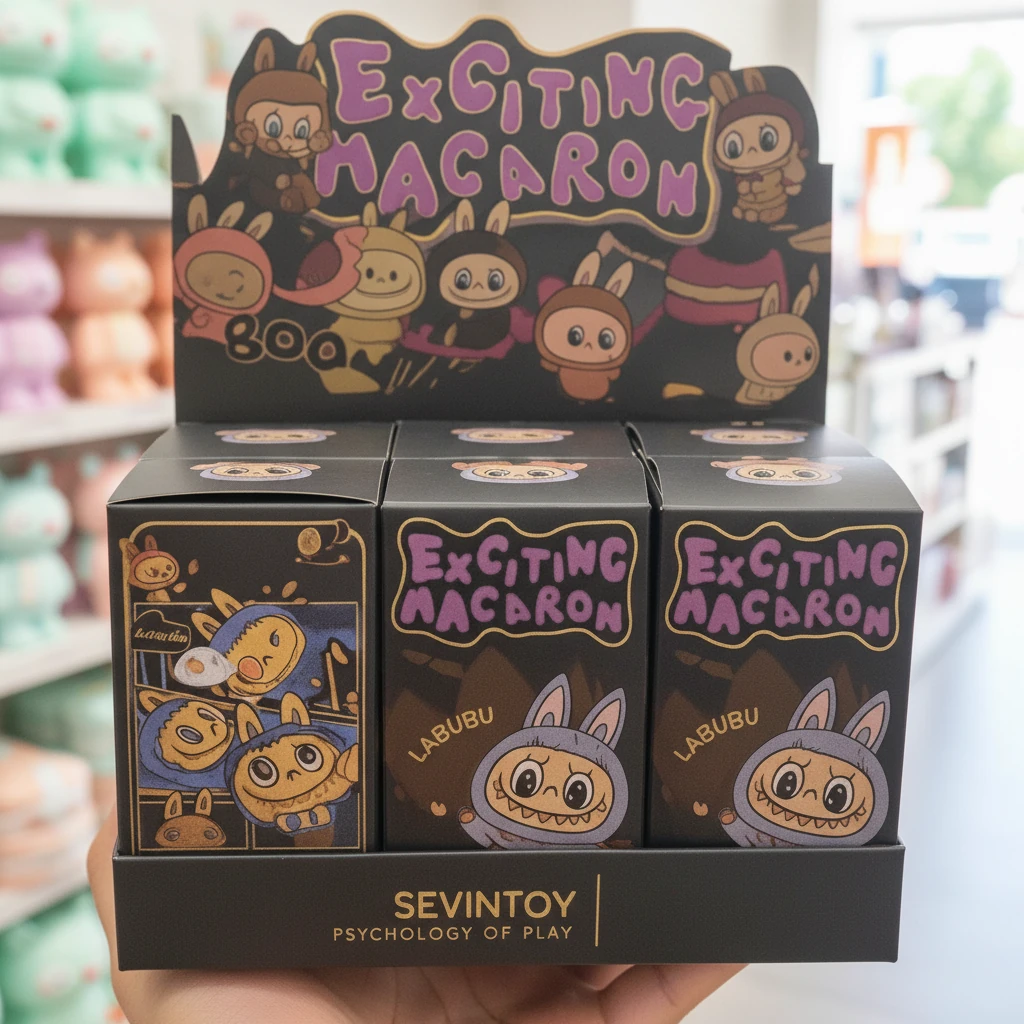 EXCITING
MACARON
BOO
EXCITING
MACARON
LABUBU
EXCITING
MACARON
LABUBU
SEVINTOY
PSYCHOLOGY OF PLAY